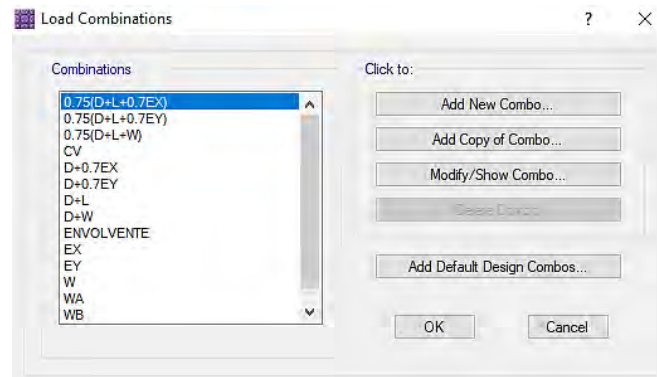 Load Combinations
?
Combinations
Click to:
0.75(D+L+0.7EX)
0.75(D+L+0.7EY)
0.75(D+L+W)
CV
D+0.7EX
D+0.7EY
D+L
D+W
ENVOLVENTE
EX
EY
W
WA
WB
Add New Combo...
Add Copy of Combo...
Modify/Show Combo...
Add Default Design Combos...
OK
Cancel